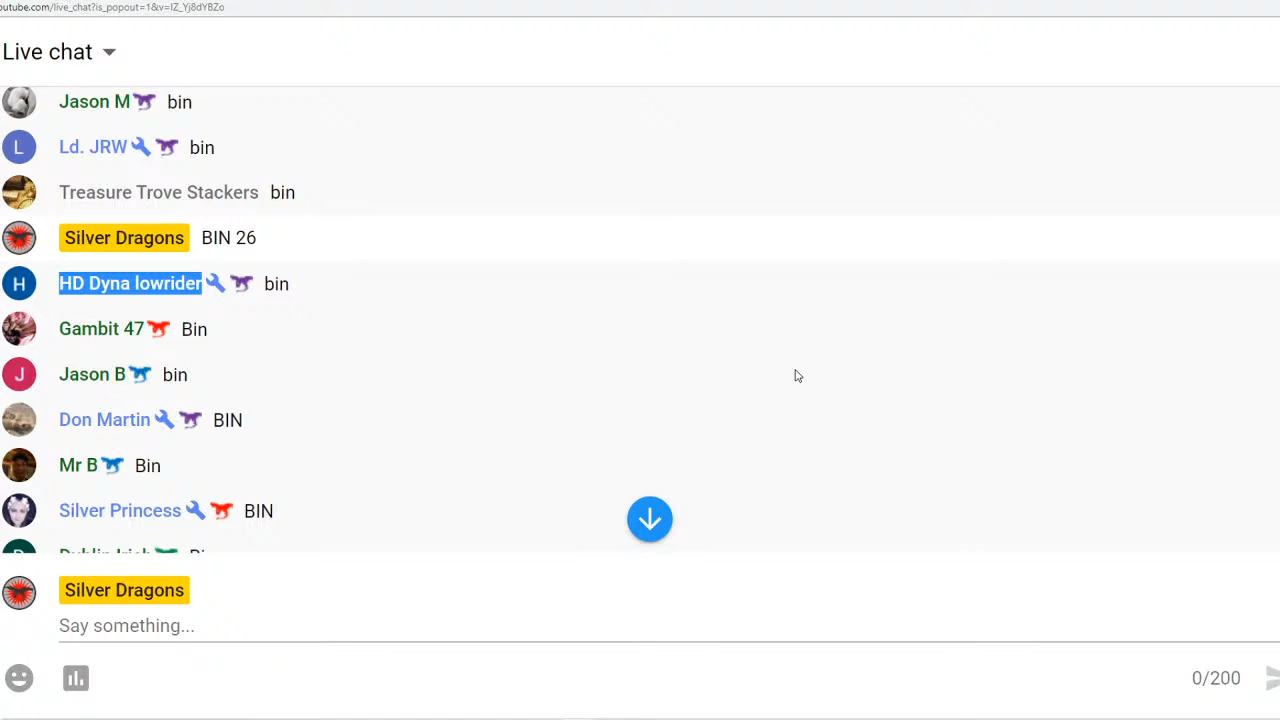 outube.com/live_chat?is_popout=1&v=IZ_Yj8dYBZo
Live chat
Jason M bin
L Ld. JRW bin
Treasure Trove Stackers bin
Silver Dragons BIN 26
H HD Dyna lowrider bin
Gambit 47 Bin
J Jason B bin
Don Martin BIN
Mr B Bin
Silver Princess BIN
Silver Dragons
Say something...
0/200